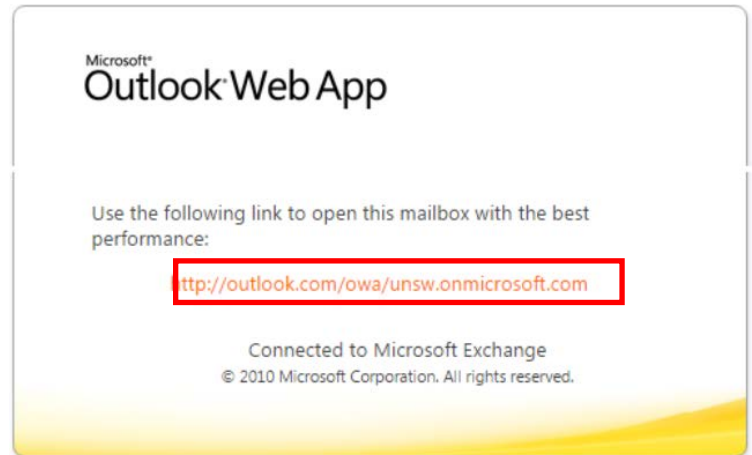 Microsoft®
Outlook Web App
Use the following link to open this mailbox with the best
performance:
http://outlook.com/owa/unsw.onmicrosoft.com
Connected to Microsoft Exchange
© 2010 Microsoft Corporation. All rights reserved.